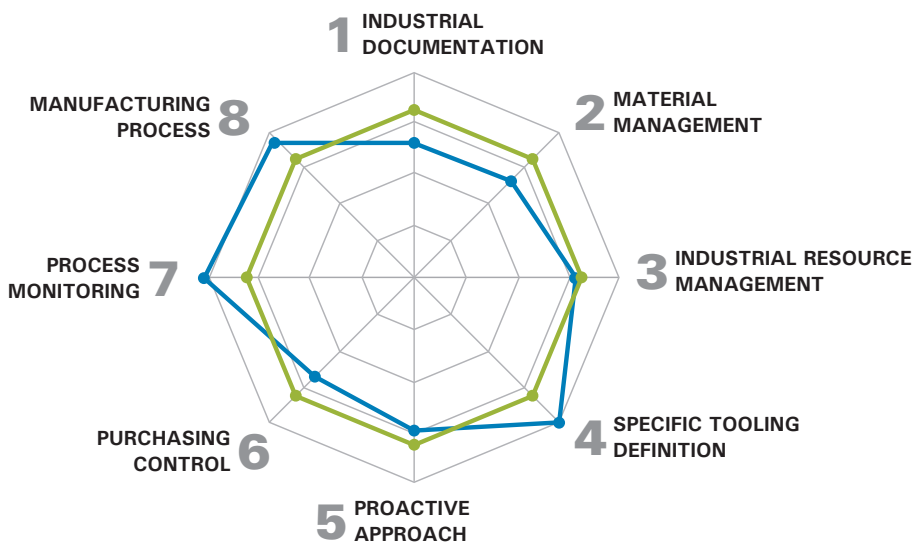 1 INDUSTRIAL
DOCUMENTATION
2 MATERIAL
MANAGEMENT
3 INDUSTRIAL RESOURCE
MANAGEMENT
4 SPECIFIC TOOLING
DEFINITION
5 PROACTIVE
APPROACH
PURCHASING
CONTROL 6
PROCESS
MONITORING 7
MANUFACTURING
PROCESS 8